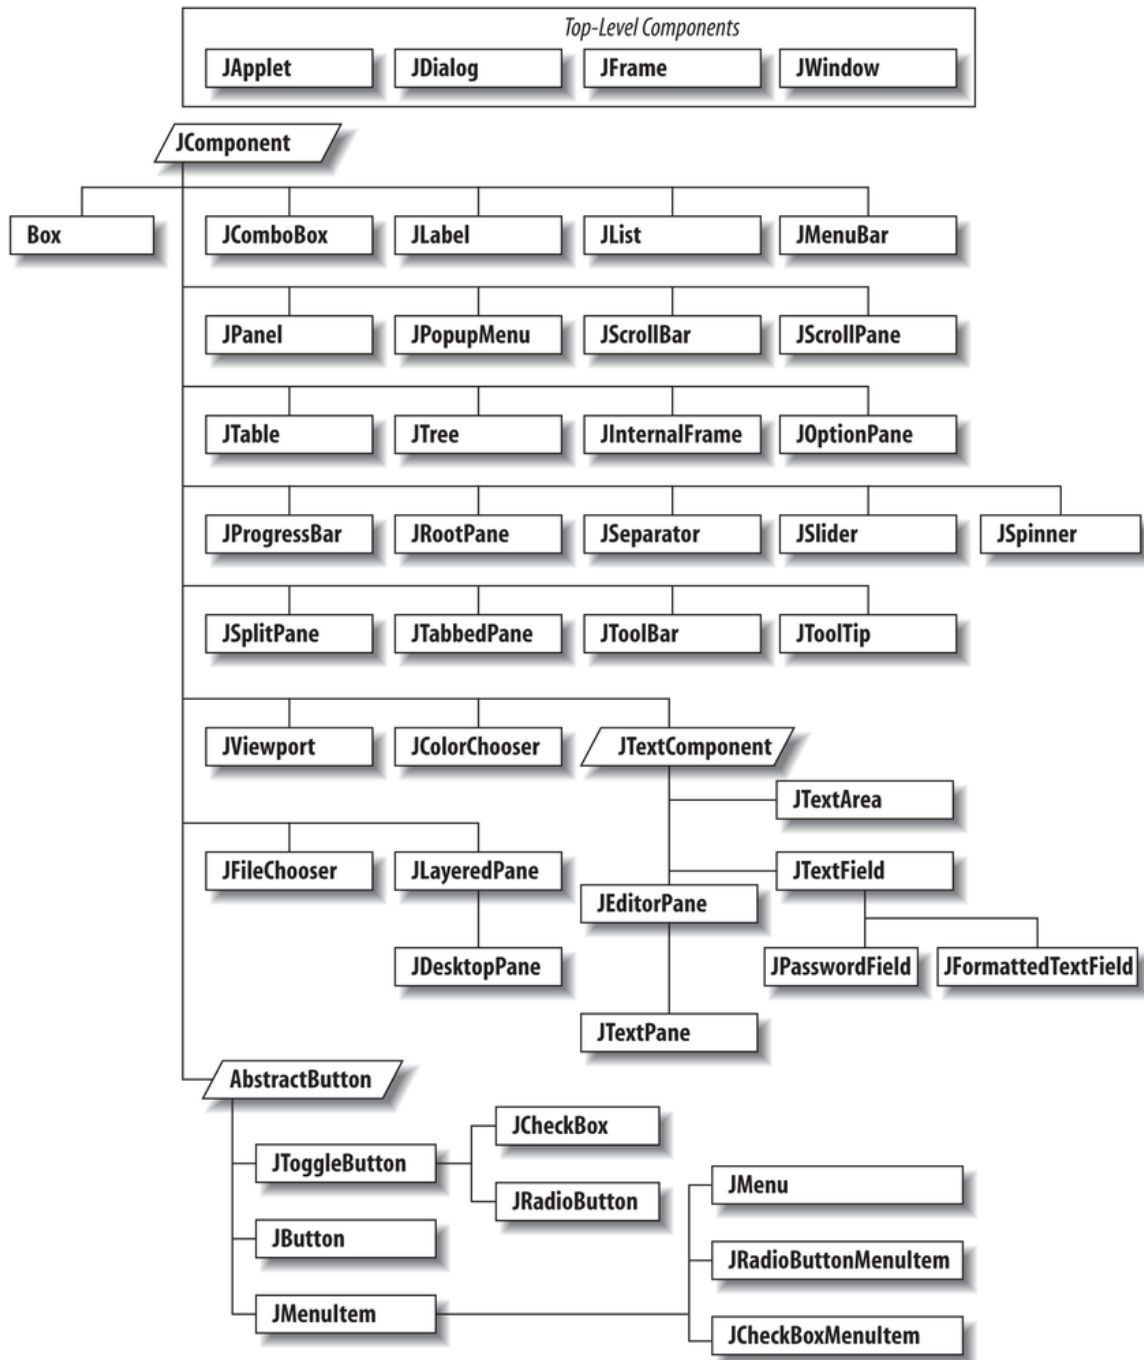 Top-Level Components
JApplet JDialog JFrame JWindow
JComponent
Box JComboBox JLabel JList JMenuBar
JPanel JPopupMenu JScrollBar JScrollPane
JTable JTree JInternalFrame JOptionPane
JProgressBar JRootPane JSeparator JSlider JSpinner
JSplitPane JTabbedPane JToolBar JToolTip
JViewport JColorChooser JTextComponent
JTextArea
JFileChooser JLayeredPane JTextField
JEditorPane
JDesktopPane JPasswordField JFormattedTextField
JTextPane
AbstractButton
JCheckBox
JToggleButton
JMenu
JRadioButton
JButton
JRadioButtonMenuItem
JMenuItem
JCheckBoxMenuItem